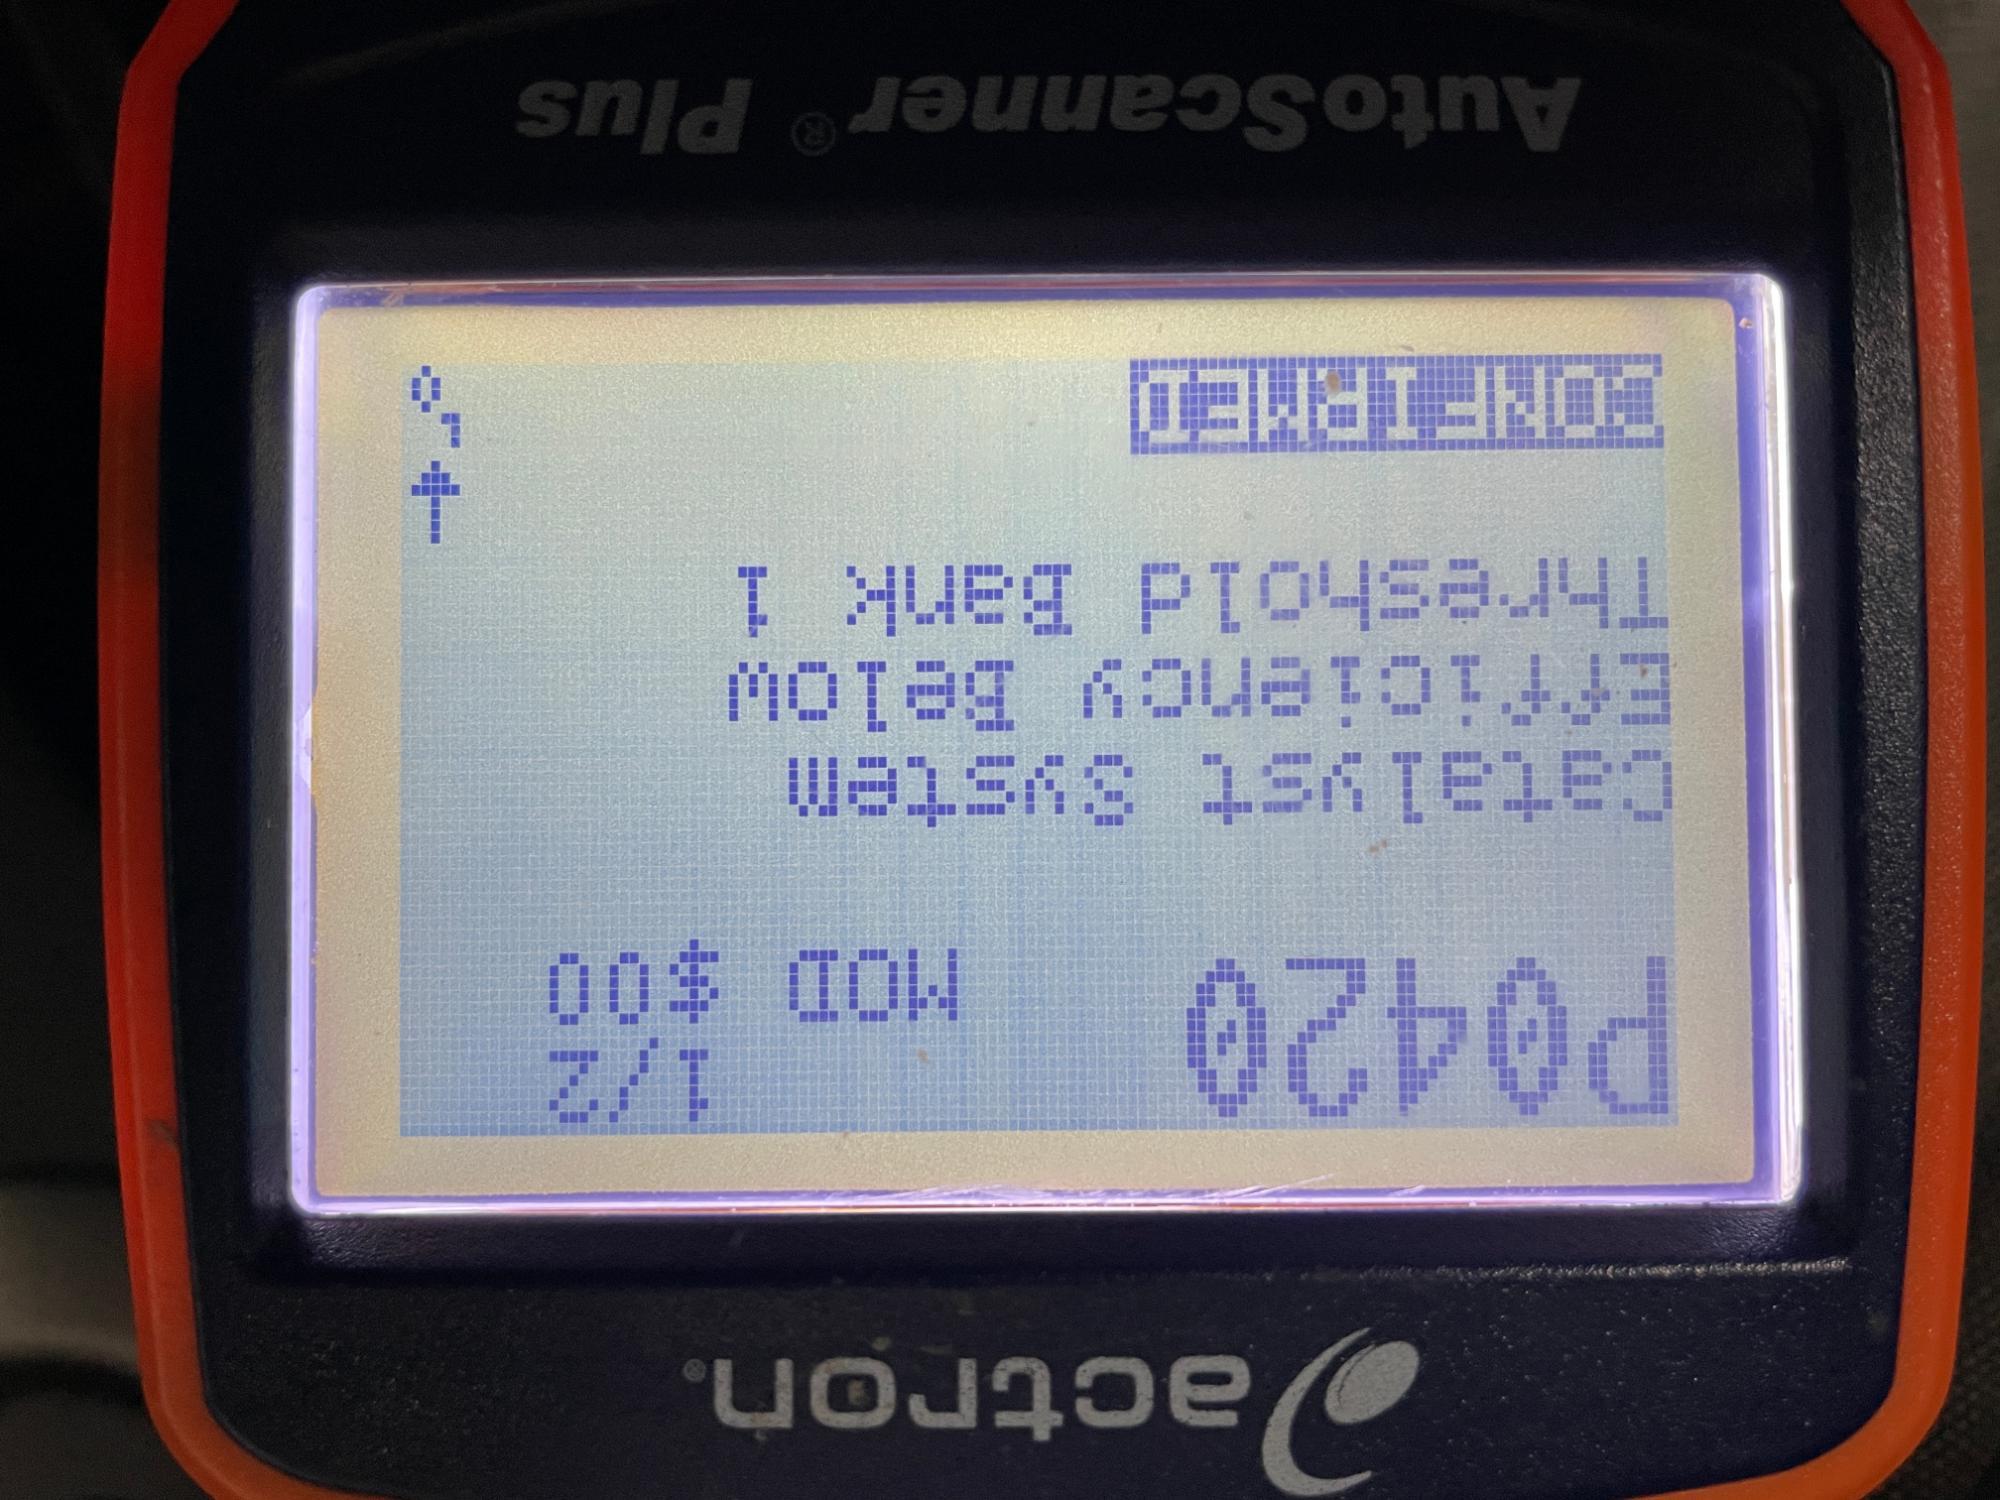 actron®
P0420 1/2
MOD $00
Catalyst System
Efficiency Below
Threshold Bank 1
CONFIRMED
AutoScanner® Plus